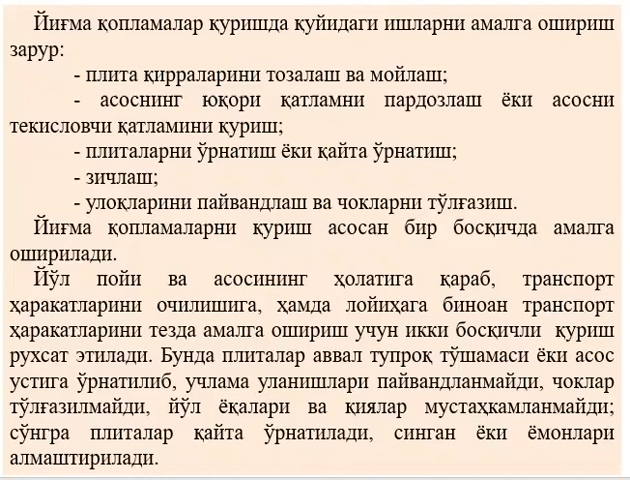 Йиғма қопламалар қуришда қуйидаги ишларни амалга ошириш
зарур:
- плита қирраларини тозалаш ва мойлаш;
- асоснинг юқори қатламни пардозлаш ёки асосни
текисловчи қатламини қуриш;
- плиталарни ўрнатиш ёки қайта ўрнатиш;
- зичлаш;
- улоқларини пайвандлаш ва чокларни тўлғазиш.
Йиғма қопламаларни қуриш асосан бир босқичда амалга
оширилади.
Йўл пойи ва асосининг ҳолатига қараб, транспорт
ҳаракатларини очилишига, ҳамда лойиҳага биноан транспорт
ҳаракатларини тезда амалга ошириш учун икки босқичли қуриш
рухсат этилади. Бунда плиталар аввал тупроқ тўшамаси ёки асос
устига ўрнатилиб, учлама уланишлари пайвандланмайди, чоклар
тўлғазилмайди, йўл ёқалари ва қиялар мустаҳкамланмайди;
сўнгра плиталар қайта ўрнатилади, синган ёки ёмонлари
алмаштирилади.